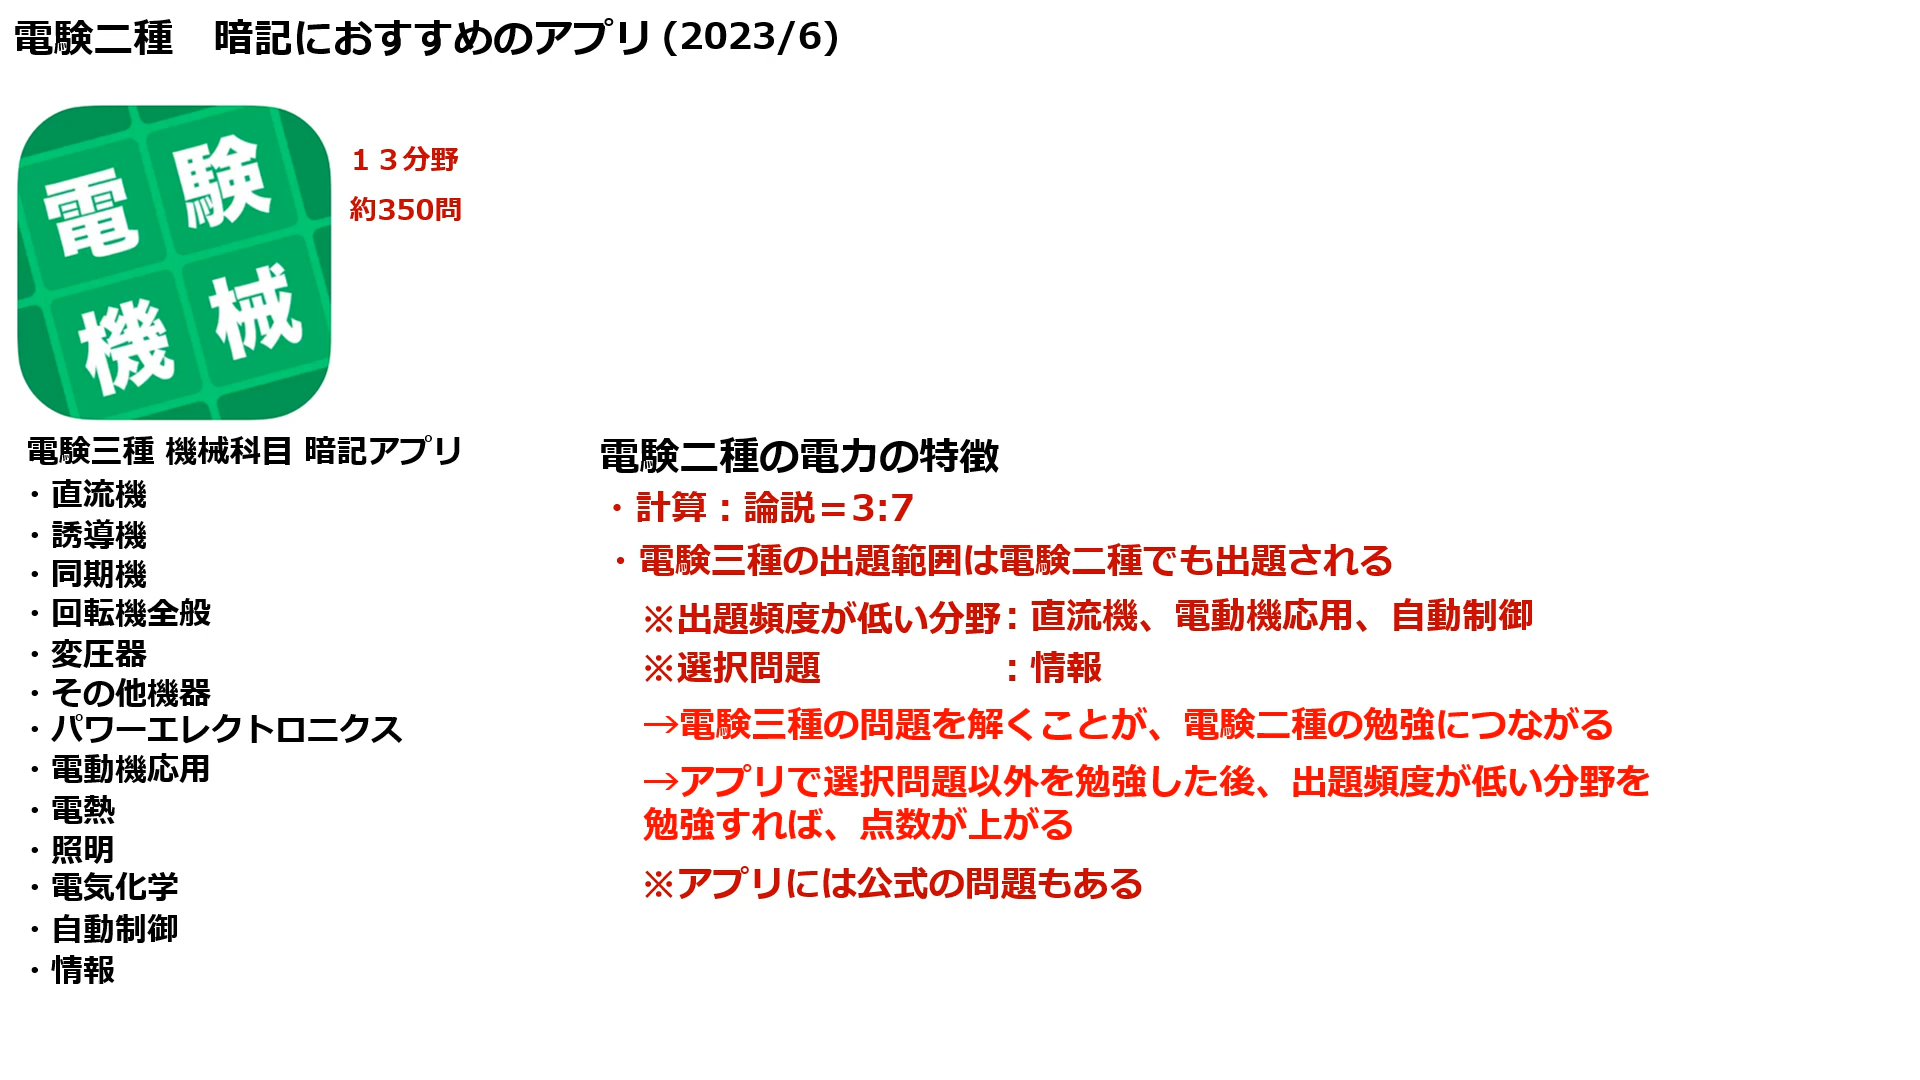 電験二種　暗記におすすめのアプリ(2023/6)
電験
機械
１３分野
約350問
電験三種 機械科目 暗記アプリ
・直流機
・誘導機
・同期機
・回転機全般
・変圧器
・その他機器
・パワーエレクトロニクス
・電動機応用
・電熱
・照明
・電気化学
・自動制御
・情報
電験二種の電力の特徴
・計算：論説＝3:7
・電験三種の出題範囲は電験二種でも出題される
※出題頻度が低い分野：直流機、電動機応用、自動制御
※選択問題　　　　　：情報
→電験三種の問題を解くことが、電験二種の勉強につながる
→アプリで選択問題以外を勉強した後、出題頻度が低い分野を
勉強すれば、点数が上がる
※アプリには公式の問題もある